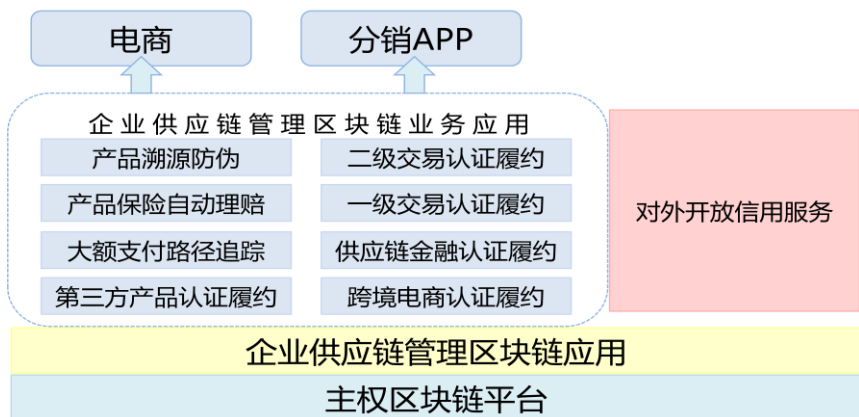 电商
分销APP
企业供应链管理区块链业务应用
产品溯源防伪
二级交易认证履约
产品保险自动理赔
一级交易认证履约
大额支付路径追踪
供应链金融认证履约
第三方产品认证履约
跨境电商认证履约
对外开放信用服务
企业供应链管理区块链应用
主权区块链平台